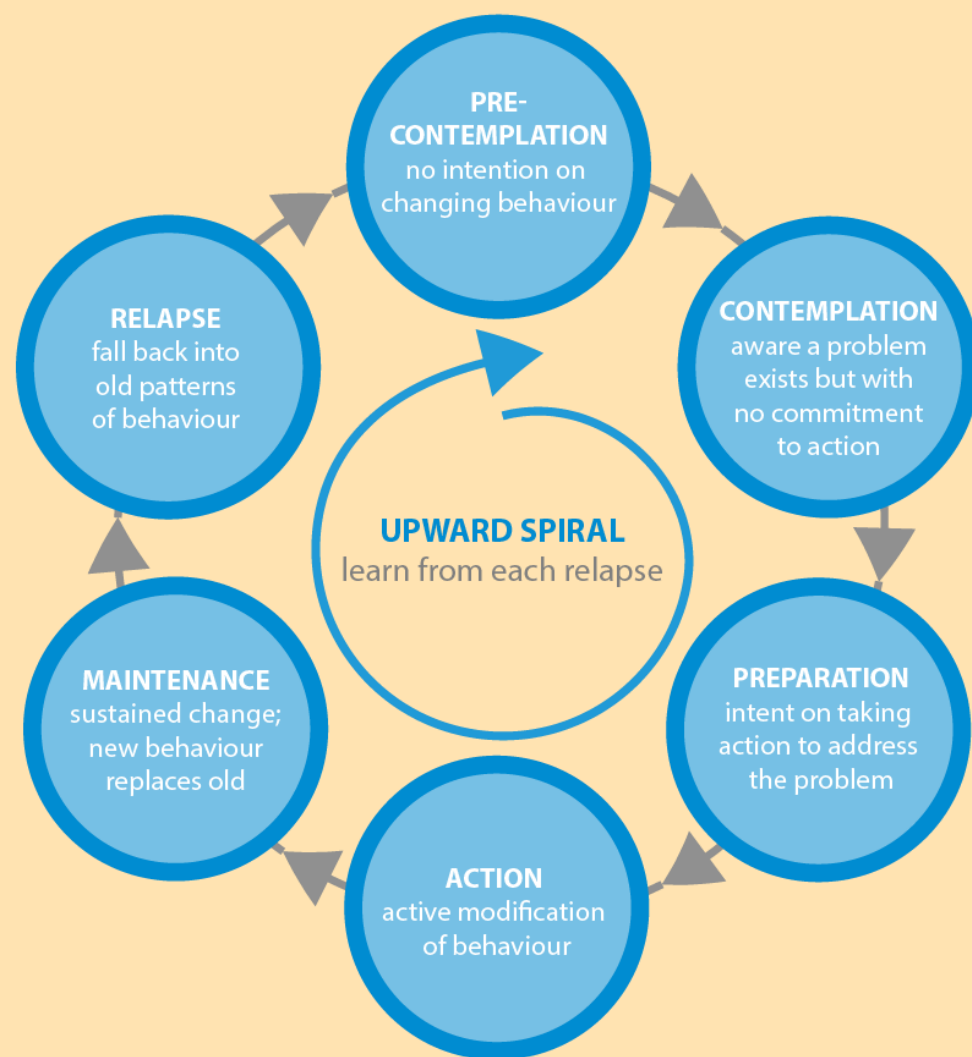 PRE-
CONTEMPLATION
no intention on
changing behaviour
CONTEMPLATION
aware a problem
exists but with
no commitment
to action
PREPARATION
intent on taking
action to address
the problem
ACTION
active modification
of behaviour
MAINTENANCE
sustained change;
new behaviour
replaces old
RELAPSE
fall back into
old patterns
of behaviour
UPWARD SPIRAL
learn from each relapse